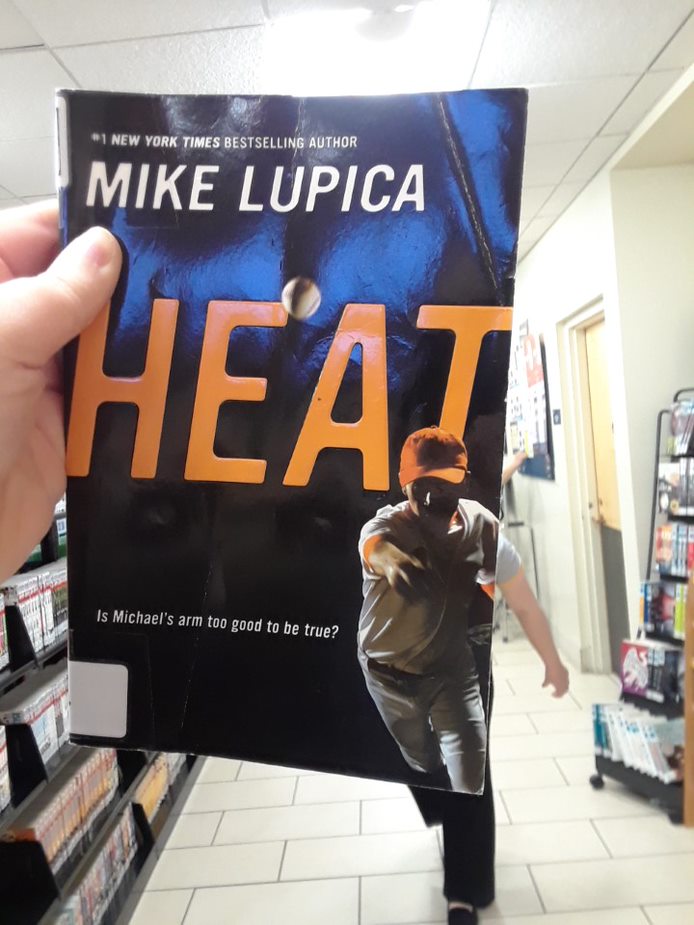 #1 NEW YORK TIMES BESTSELLING AUTHOR
MIKE LUPICA
HEAT
Is Michael's arm too good to be true?